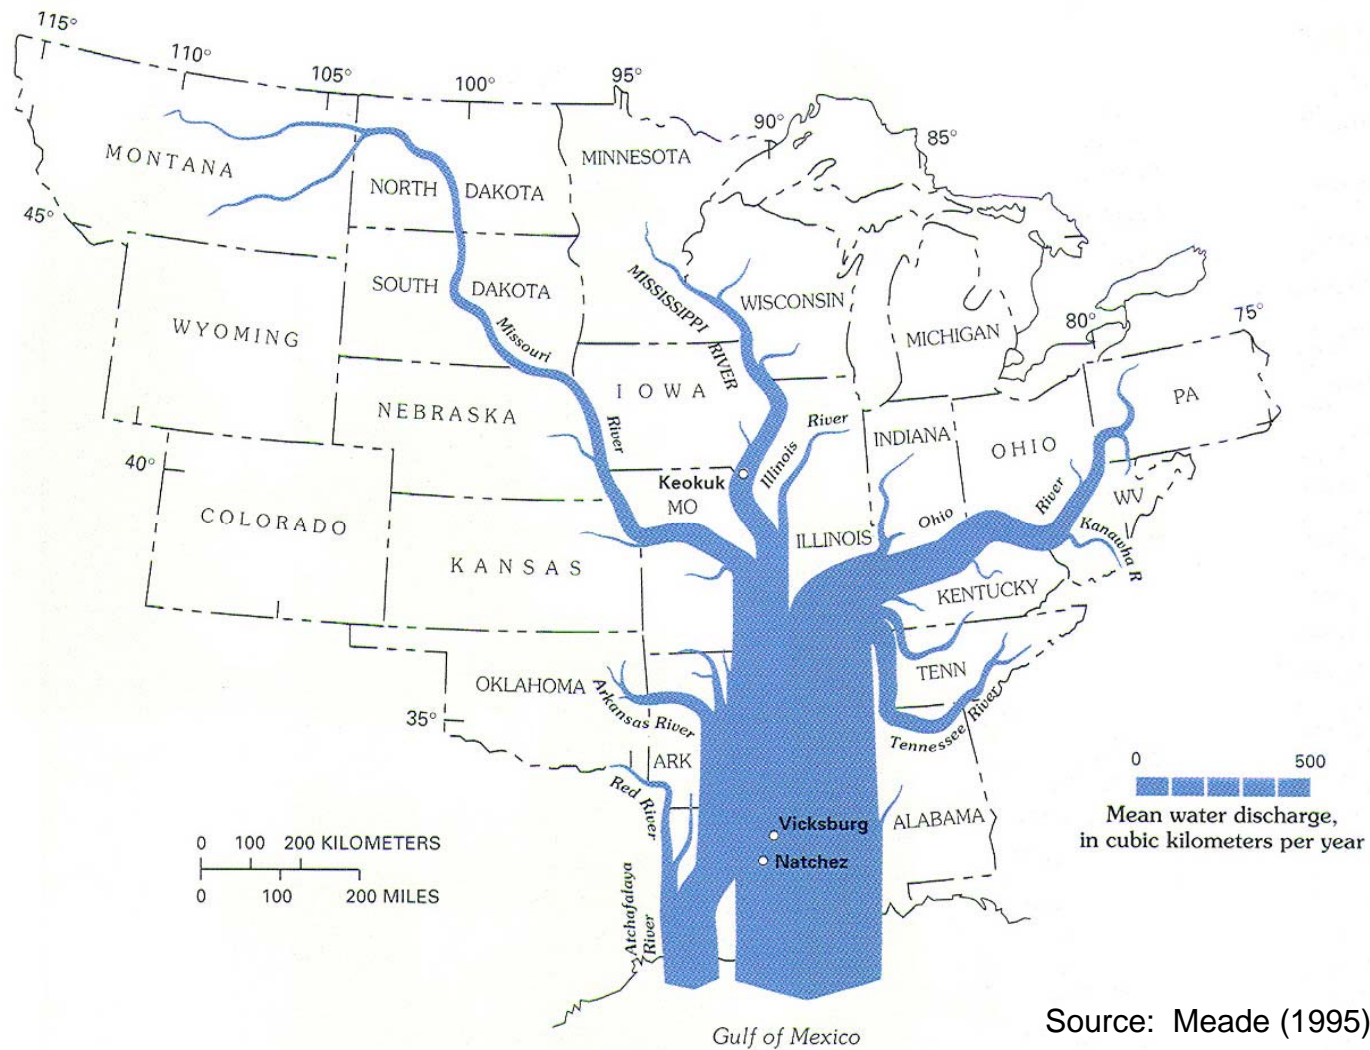 115°
110°
105°
100°
95°
90°
85°
MONTANA
NORTH DAKOTA
MINNESOTA
45°
SOUTH DAKOTA
MISSISSIPPI RIVER
WISCONSIN
MICHIGAN
80°
75°
WYOMING
Missouri River
NEBRASKA
IOWA
Illinois River
INDIANA
OHIO
PA
40°
Keokuk
MO
COLORADO
KANSAS
ILLINOIS
Ohio River
WV
Kanawha R
KENTUCKY
OKLAHOMA
Arkansas River
TENN
Tennessee River
35°
ARK
Red River
0 500
Mean water discharge,
in cubic kilometers per year
Vicksburg
ALABAMA
Natchez
0 100 200 KILOMETERS
0 100 200 MILES
Atchafalaya
River
Gulf of Mexico
Source: Meade (1995)